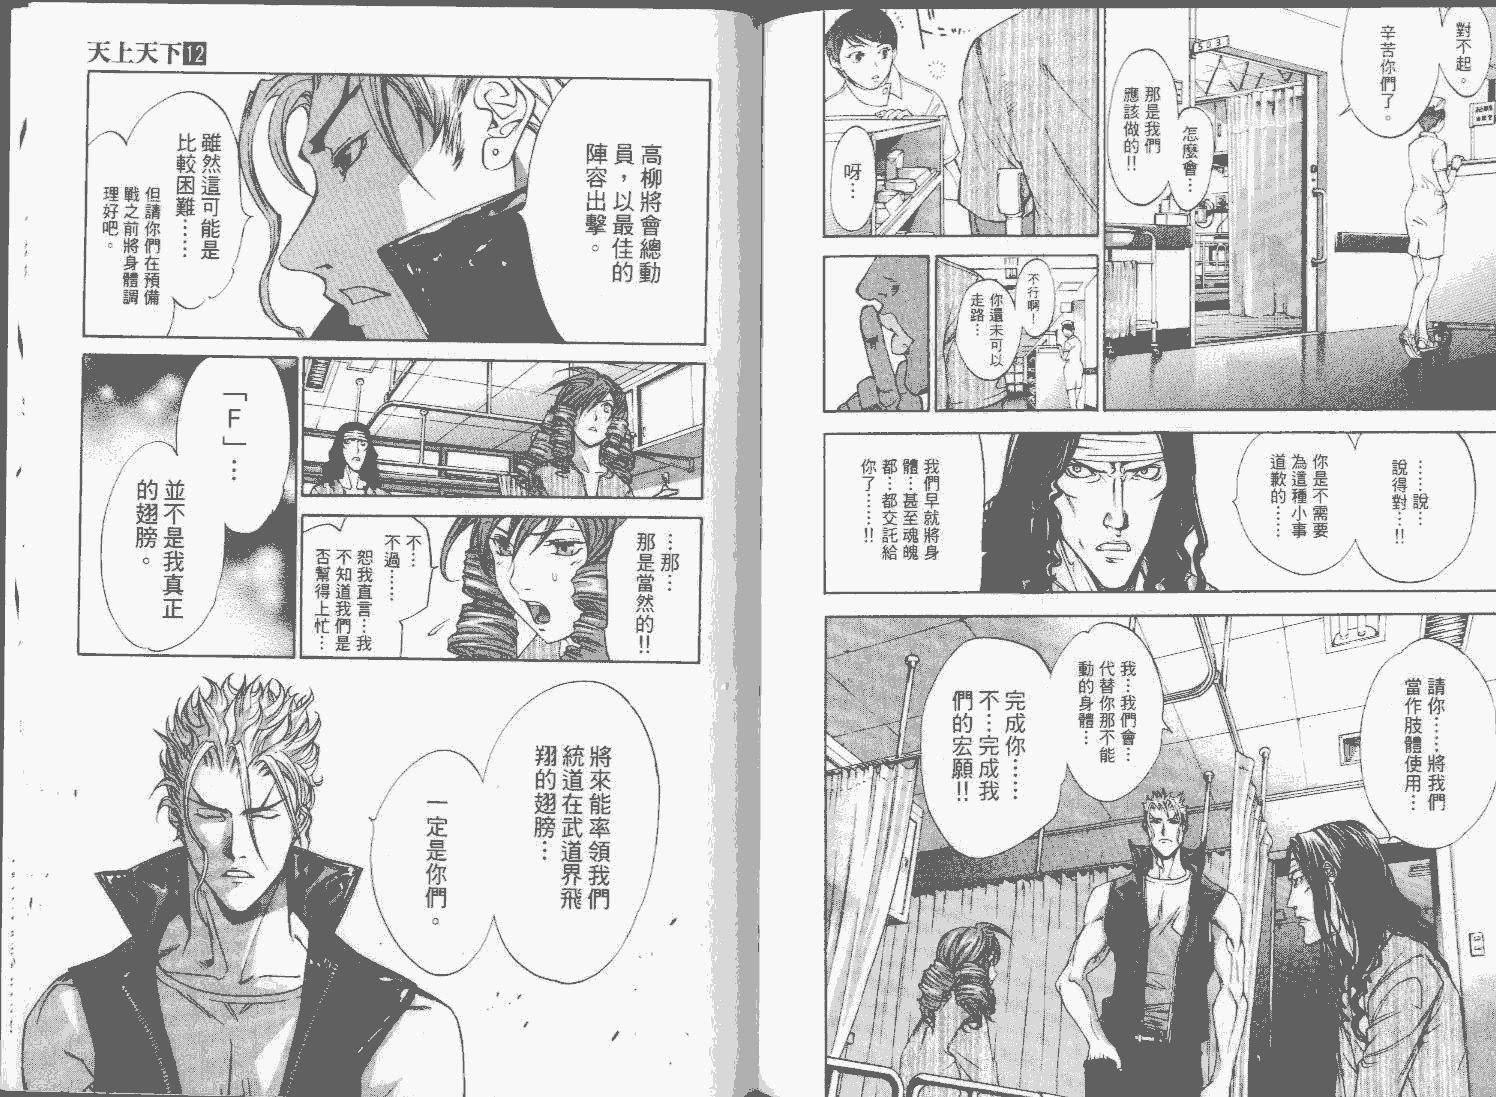 對不起。
辛苦你們了。
503
怎麼會…
那是我們
應該做的!!
呀…
不行啊!
你還未可以
走路…
……說…
說得對…!!
你是不需要
為這種小事
道歉的……
我們早就將身
體…甚至魂魄
都…都交託給
你了……!!
請你……將我們
當作肢體使用…
我…我們會…
代替你那不能
動的身體…
完成你……
不…完成我
們的宏願!!
天上天下12
高柳將會總動
員，以最佳的
陣容出擊。
雖然這可能是
比較困難……
但請你們在預備
戰之前將身體調
理好吧。
…那…
那是當然的!!
不…
不過……
恕我直言…我
不知道我們是
否幫得上忙…
「F」…
並不是我真正
的翅膀。
將來能率領我們
統道在武道界飛
翔的翅膀…
一定是你們。